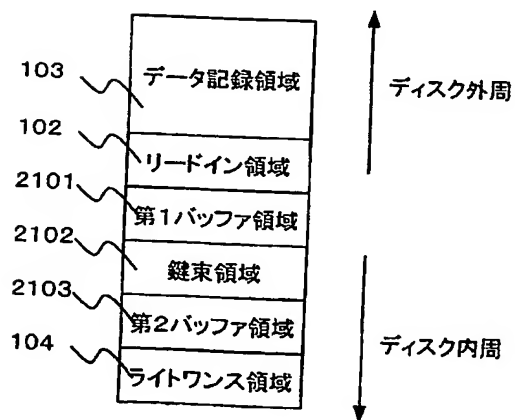 103
データ記録領域
ディスク外周
102
リードイン領域
2101
第1バッファ領域
2102
鍵束領域
2103
第2バッファ領域
ディスク内周
104
ライトワンス領域